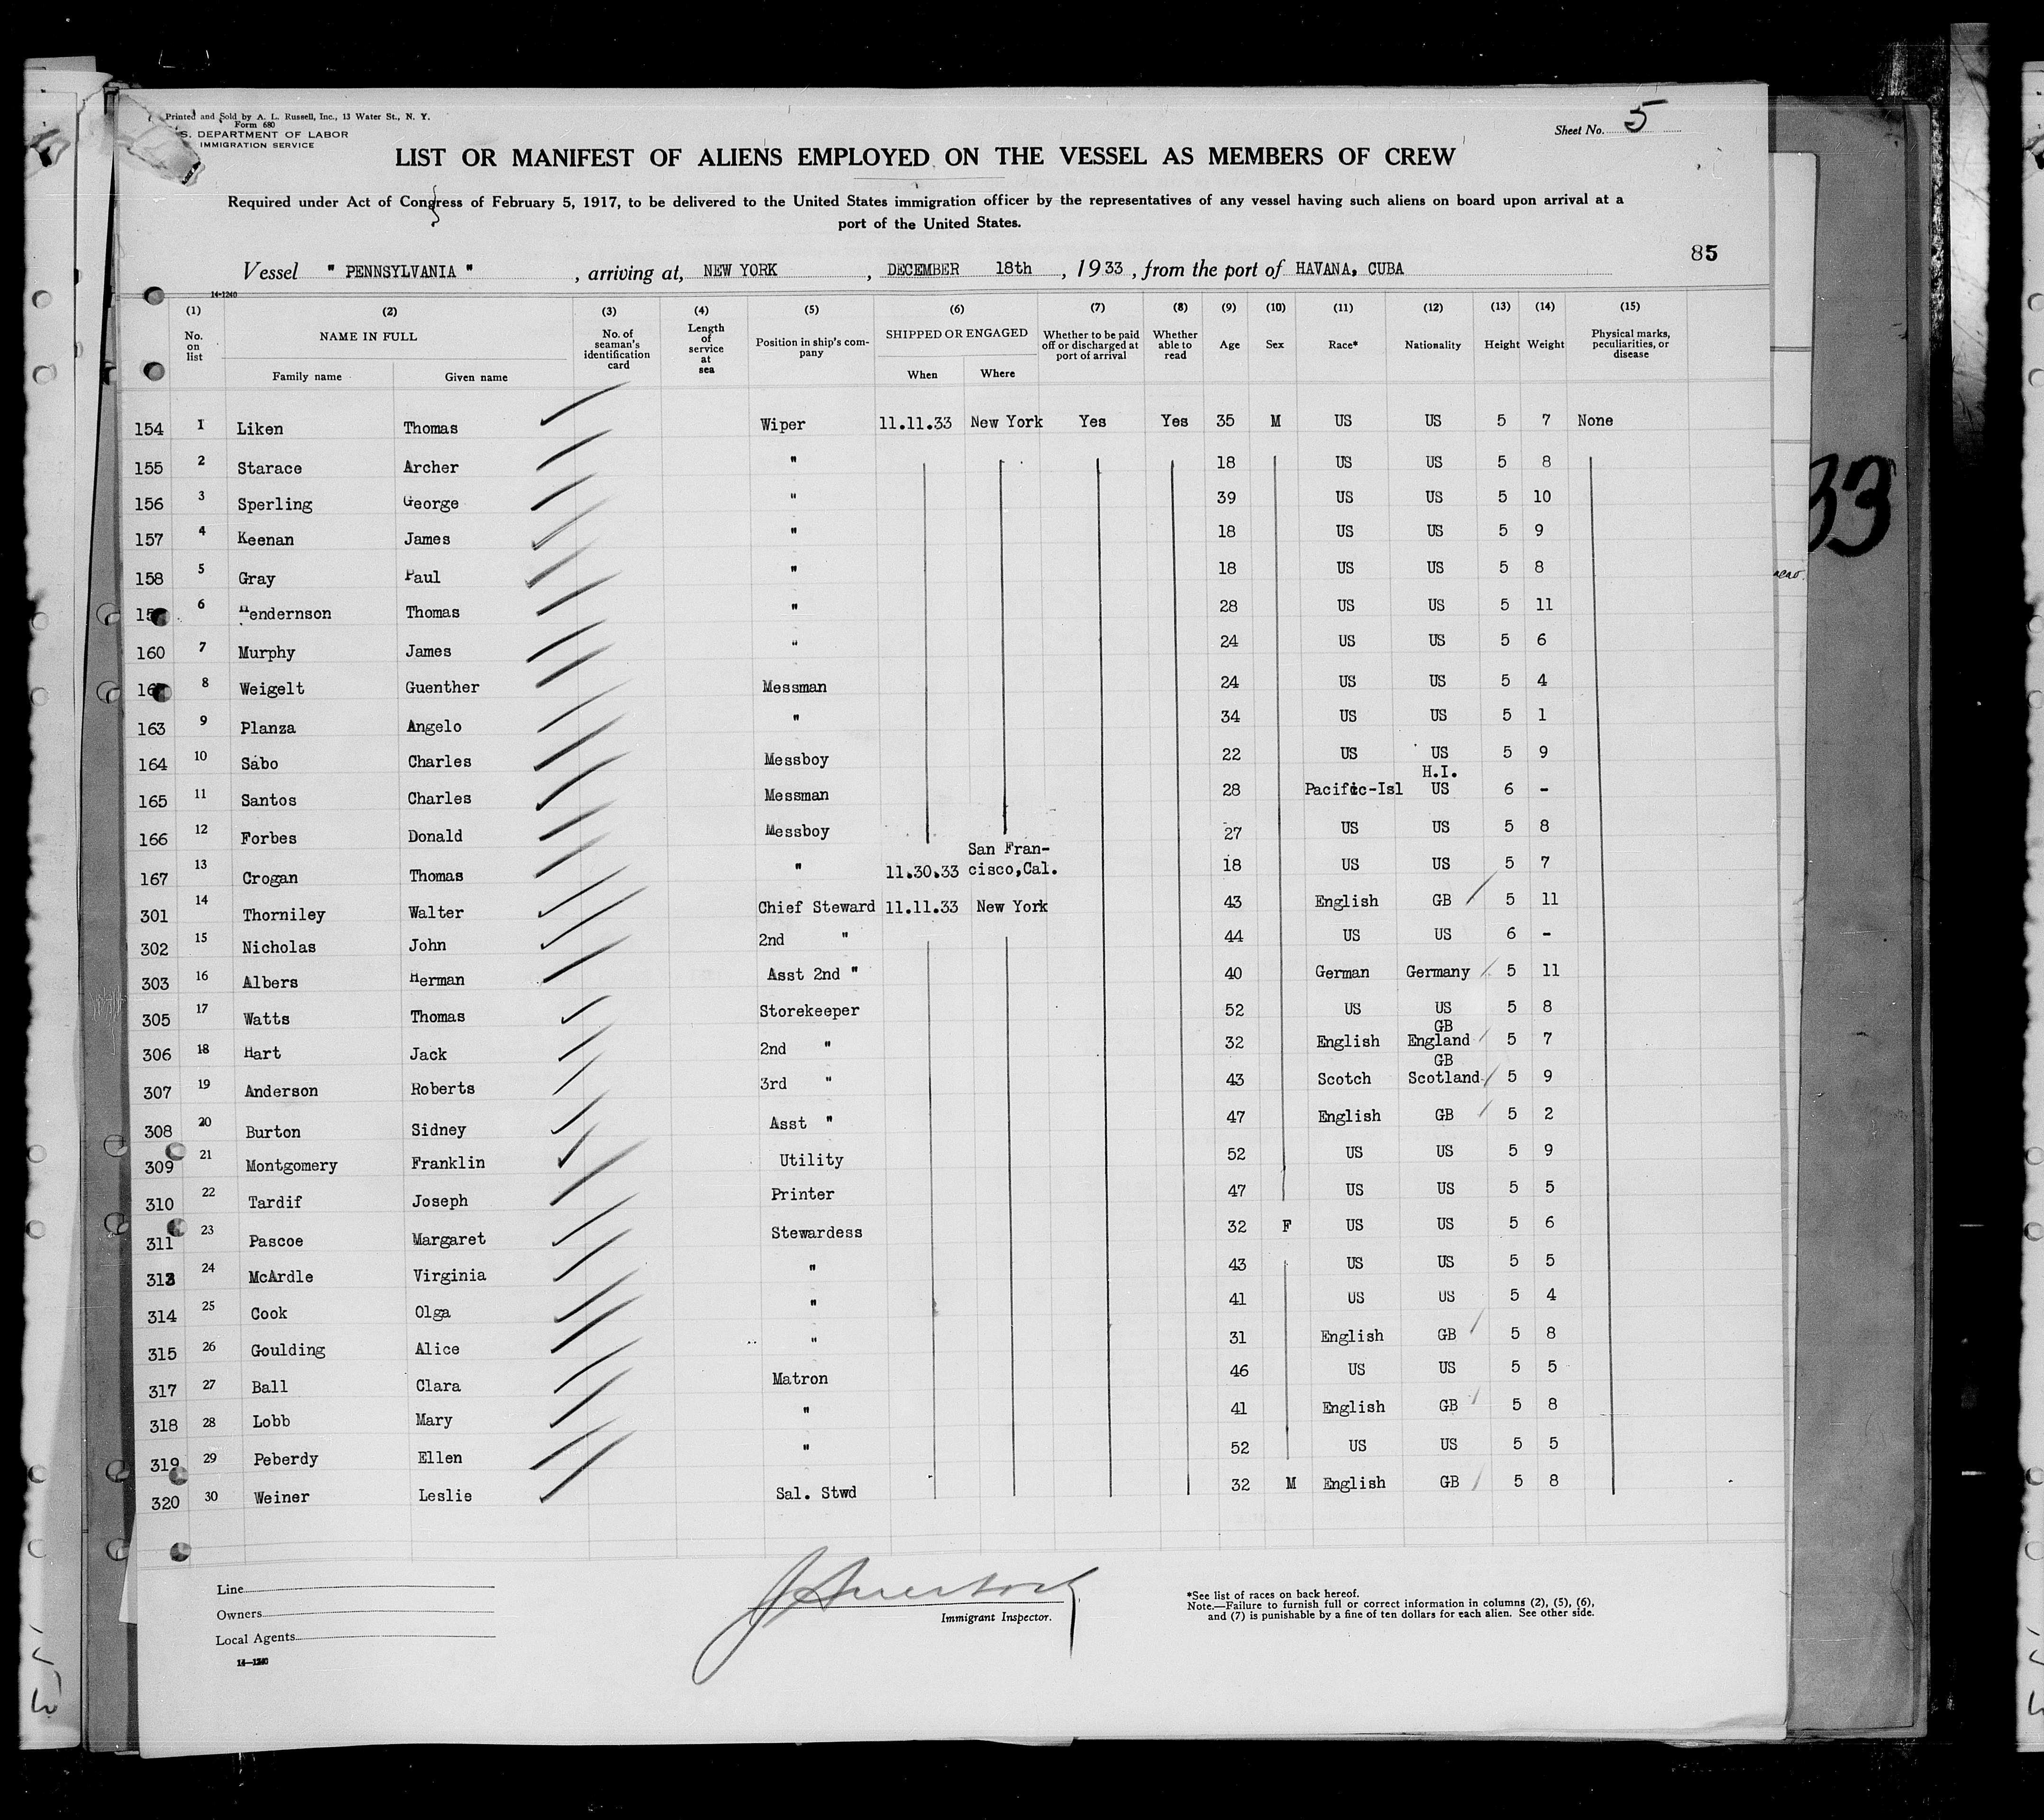 Printed and Sold by A. L. Russell, Inc., 13 Water St., N. Y.
Form 680
S. DEPARTMENT OF LABOR
IMMIGRATION SERVICE
Sheet No. 5
LIST OR MANIFEST OF ALIENS EMPLOYED ON THE VESSEL AS MEMBERS OF CREW
Required under Act of Congress of February 5, 1917, to be delivered to the United States immigration officer by the representatives of any vessel having such aliens on board upon arrival at a
port of the United States.
85
Vessel " PENNSYLVANIA " , arriving at, NEW YORK , DECEMBER 18th , 1933 , from the port of HAVANA, CUBA
14-1240
(1) No. on list (2) NAME IN FULL Family name Given name (3) No. of seaman's identification card (4) Length of service at sea (5) Position in ship's company (6) SHIPPED OR ENGAGED When Where (7) Whether to be paid off or discharged at port of arrival (8) Whether able to read (9) Age (10) Sex (11) Race* (12) Nationality (13) Height (14) Weight (15) Physical marks, peculiarities, or disease
154 1 Liken Thomas Wiper 11.11.33 New York Yes Yes 35 M US US 5 7 None
155 2 Starace Archer " 18 US US 5 8
156 3 Sperling George " 39 US US 5 10
157 4 Keenan James " 18 US US 5 9
158 5 Gray Paul " 18 US US 5 8
6 Hendernson Thomas " 28 US US 5 11
160 7 Murphy James " 24 US US 5 6
8 Weigelt Guenther Messman 24 US US 5 4
163 9 Planza Angelo " 34 US US 5 1
164 10 Sabo Charles Messboy 22 US US 5 9
H.I.
165 11 Santos Charles Messman 28 Pacific-Isl US 6 -
166 12 Forbes Donald Messboy 27 US US 5 8
San Fran-
167 13 Crogan Thomas " 11.30.33 cisco,Cal. 18 US US 5 7
301 14 Thorniley Walter Chief Steward 11.11.33 New York 43 English GB 5 11
302 15 Nicholas John 2nd " 44 US US 6 -
303 16 Albers Herman Asst 2nd " 40 German Germany 5 11
305 17 Watts Thomas Storekeeper 52 US US 5 8
GB
306 18 Hart Jack 2nd " 32 English England 5 7
GB
307 19 Anderson Roberts 3rd " 43 Scotch Scotland 5 9
308 20 Burton Sidney Asst " 47 English GB 5 2
309 21 Montgomery Franklin Utility 52 US US 5 9
310 22 Tardif Joseph Printer 47 US US 5 5
311 23 Pascoe Margaret Stewardess 32 F US US 5 6
24 McArdle Virginia " 43 US US 5 5
314 25 Cook Olga " 41 US US 5 4
315 26 Goulding Alice " 31 English GB 5 8
317 27 Ball Clara Matron 46 US US 5 5
318 28 Lobb Mary " 41 English GB 5 8
319 29 Peberdy Ellen " 52 US US 5 5
320 30 Weiner Leslie Sal. Stwd 32 M English GB 5 8
Line
Owners
Local Agents
14—1240
Immigrant Inspector.
*See list of races on back hereof.
Note.—Failure to furnish full or correct information in columns (2), (5), (6),
and (7) is punishable by a fine of ten dollars for each alien. See other side.
33